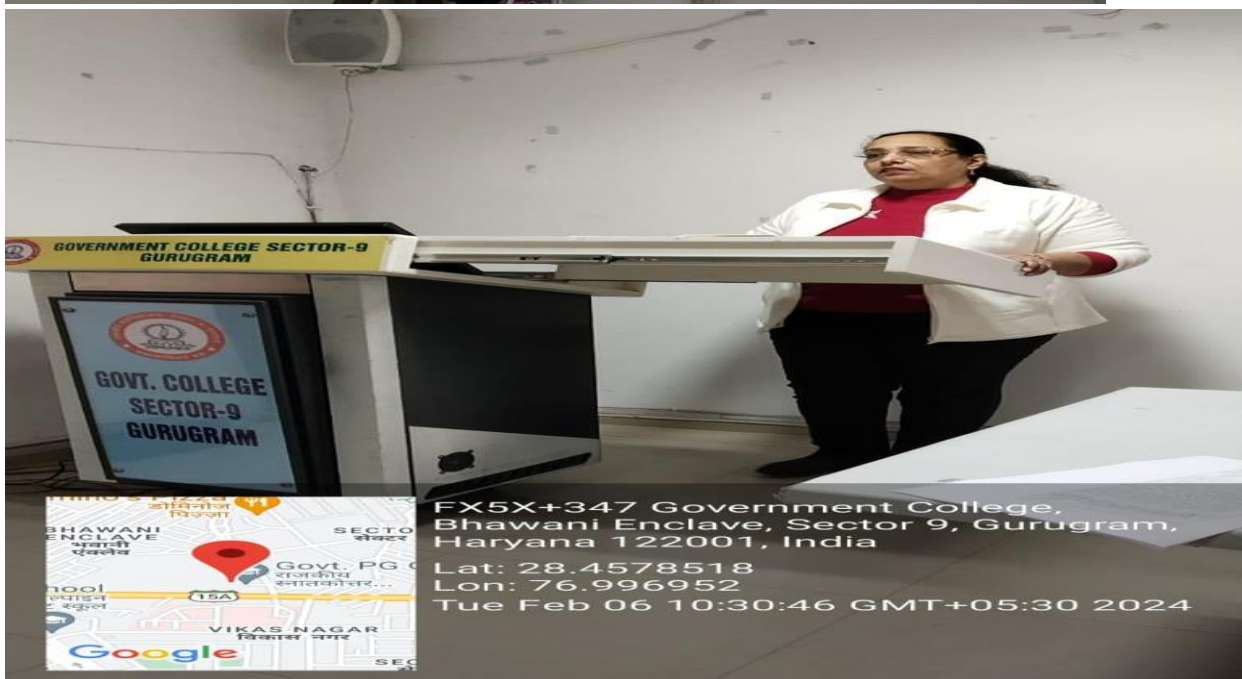 GOVERNMENT COLLEGE SECTOR-9
GURUGRAM
GOVT. COLLEGE
SECTOR-9
GURUGRAM
डोमिनोज़
पिज़्ज़ा
BHAWANI
ENCLAVE
भवानी
एंक्लेव
SECTO
सेक्टर
Govt. PG
राजकीय
स्नातकोत्तर...
15A
VIKAS NAGAR
विकास नगर
Google
FX5X+347 Government College,
Bhawani Enclave, Sector 9, Gurugram,
Haryana 122001, India
Lat: 28.4578518
Lon: 76.996952
Tue Feb 06 10:30:46 GMT+05:30 2024